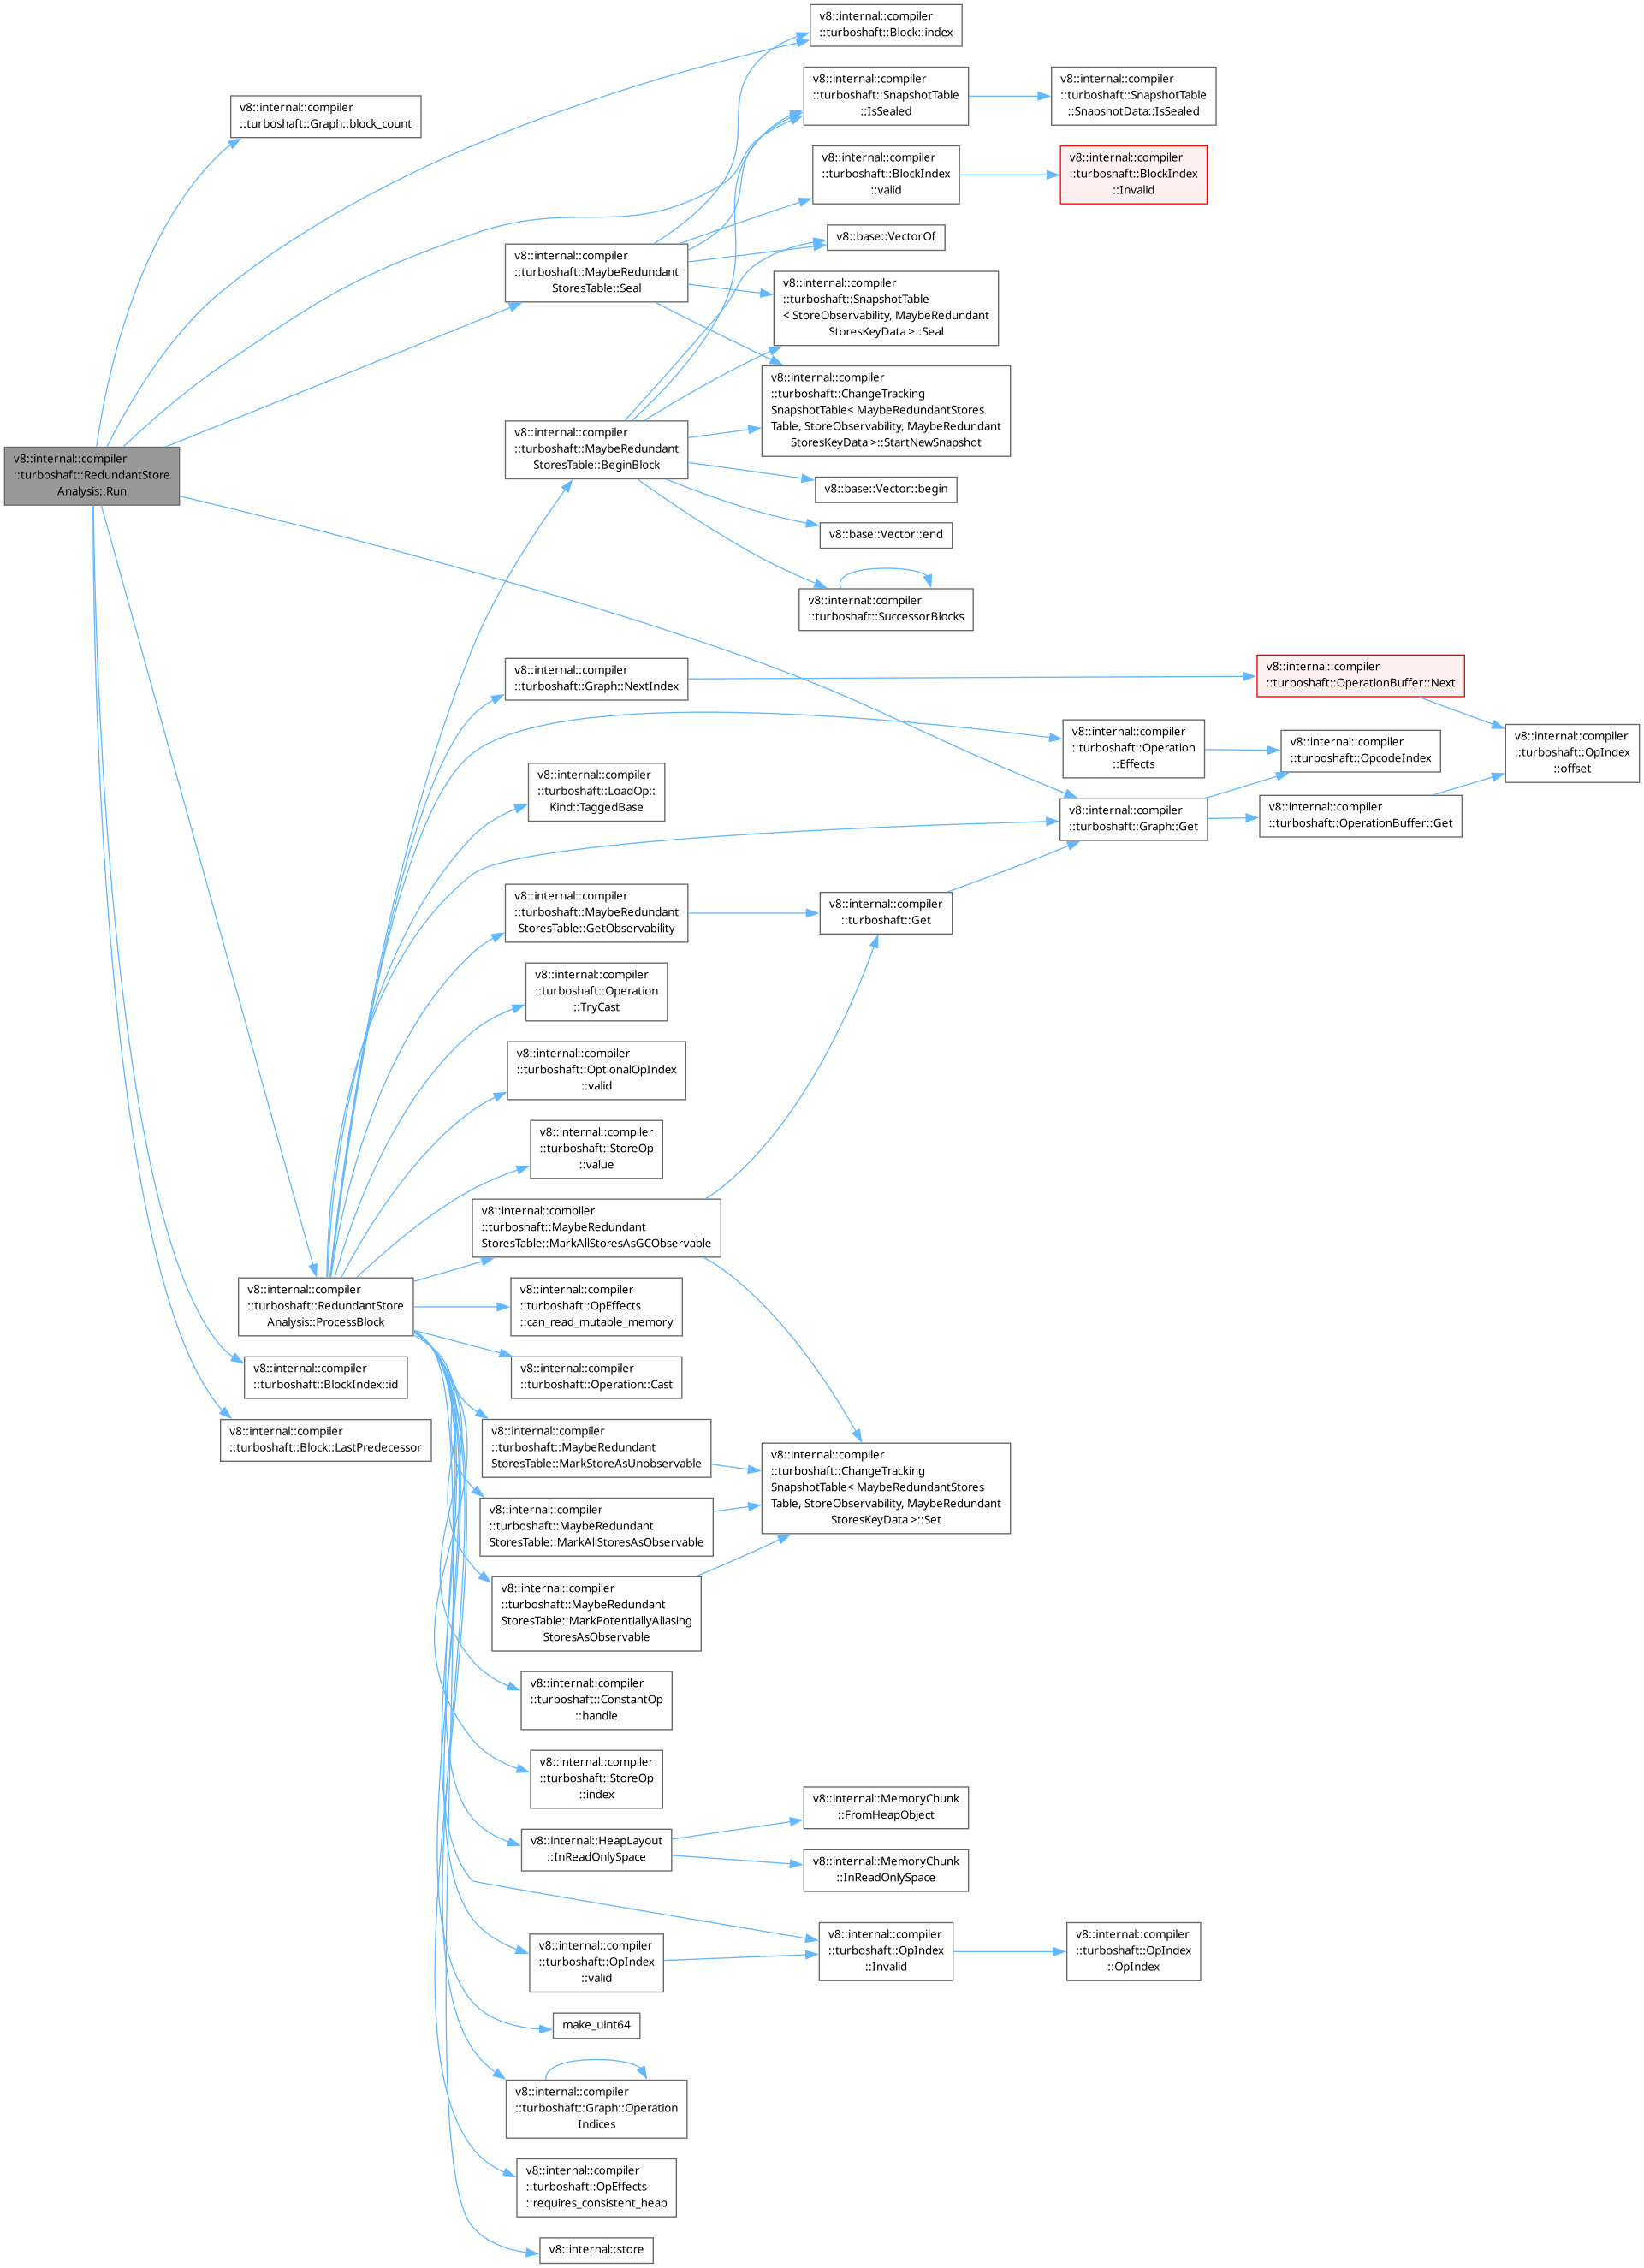 v8::internal::compiler
::turboshaft::RedundantStore
Analysis::Run
v8::internal::compiler
::turboshaft::Graph::block_count
v8::internal::compiler
::turboshaft::Block::index
v8::internal::compiler
::turboshaft::SnapshotTable
::IsSealed
v8::internal::compiler
::turboshaft::SnapshotTable
::SnapshotData::IsSealed
v8::internal::compiler
::turboshaft::BlockIndex
::valid
v8::internal::compiler
::turboshaft::BlockIndex
::Invalid
v8::base::VectorOf
v8::internal::compiler
::turboshaft::MaybeRedundant
StoresTable::Seal
v8::internal::compiler
::turboshaft::SnapshotTable
< StoreObservability, MaybeRedundant
StoresKeyData >::Seal
v8::internal::compiler
::turboshaft::ChangeTracking
SnapshotTable< MaybeRedundantStores
Table, StoreObservability, MaybeRedundant
StoresKeyData >::StartNewSnapshot
v8::internal::compiler
::turboshaft::MaybeRedundant
StoresTable::BeginBlock
v8::base::Vector::begin
v8::base::Vector::end
v8::internal::compiler
::turboshaft::SuccessorBlocks
v8::internal::compiler
::turboshaft::Graph::NextIndex
v8::internal::compiler
::turboshaft::OperationBuffer::Next
v8::internal::compiler
::turboshaft::Operation
::Effects
v8::internal::compiler
::turboshaft::OpcodeIndex
v8::internal::compiler
::turboshaft::OpIndex
::offset
v8::internal::compiler
::turboshaft::LoadOp::
Kind::TaggedBase
v8::internal::compiler
::turboshaft::Graph::Get
v8::internal::compiler
::turboshaft::OperationBuffer::Get
v8::internal::compiler
::turboshaft::MaybeRedundant
StoresTable::GetObservability
v8::internal::compiler
::turboshaft::Get
v8::internal::compiler
::turboshaft::Operation
::TryCast
v8::internal::compiler
::turboshaft::OptionalOpIndex
::valid
v8::internal::compiler
::turboshaft::StoreOp
::value
v8::internal::compiler
::turboshaft::MaybeRedundant
StoresTable::MarkAllStoresAsGCObservable
v8::internal::compiler
::turboshaft::RedundantStore
Analysis::ProcessBlock
v8::internal::compiler
::turboshaft::OpEffects
::can_read_mutable_memory
v8::internal::compiler
::turboshaft::BlockIndex::id
v8::internal::compiler
::turboshaft::Operation::Cast
v8::internal::compiler
::turboshaft::Block::LastPredecessor
v8::internal::compiler
::turboshaft::MaybeRedundant
StoresTable::MarkStoreAsUnobservable
v8::internal::compiler
::turboshaft::ChangeTracking
SnapshotTable< MaybeRedundantStores
Table, StoreObservability, MaybeRedundant
StoresKeyData >::Set
v8::internal::compiler
::turboshaft::MaybeRedundant
StoresTable::MarkAllStoresAsObservable
v8::internal::compiler
::turboshaft::MaybeRedundant
StoresTable::MarkPotentiallyAliasing
StoresAsObservable
v8::internal::compiler
::turboshaft::ConstantOp
::handle
v8::internal::compiler
::turboshaft::StoreOp
::index
v8::internal::HeapLayout
::InReadOnlySpace
v8::internal::MemoryChunk
::FromHeapObject
v8::internal::MemoryChunk
::InReadOnlySpace
v8::internal::compiler
::turboshaft::OpIndex
::valid
v8::internal::compiler
::turboshaft::OpIndex
::Invalid
v8::internal::compiler
::turboshaft::OpIndex
::OpIndex
make_uint64
v8::internal::compiler
::turboshaft::Graph::Operation
Indices
v8::internal::compiler
::turboshaft::OpEffects
::requires_consistent_heap
v8::internal::store